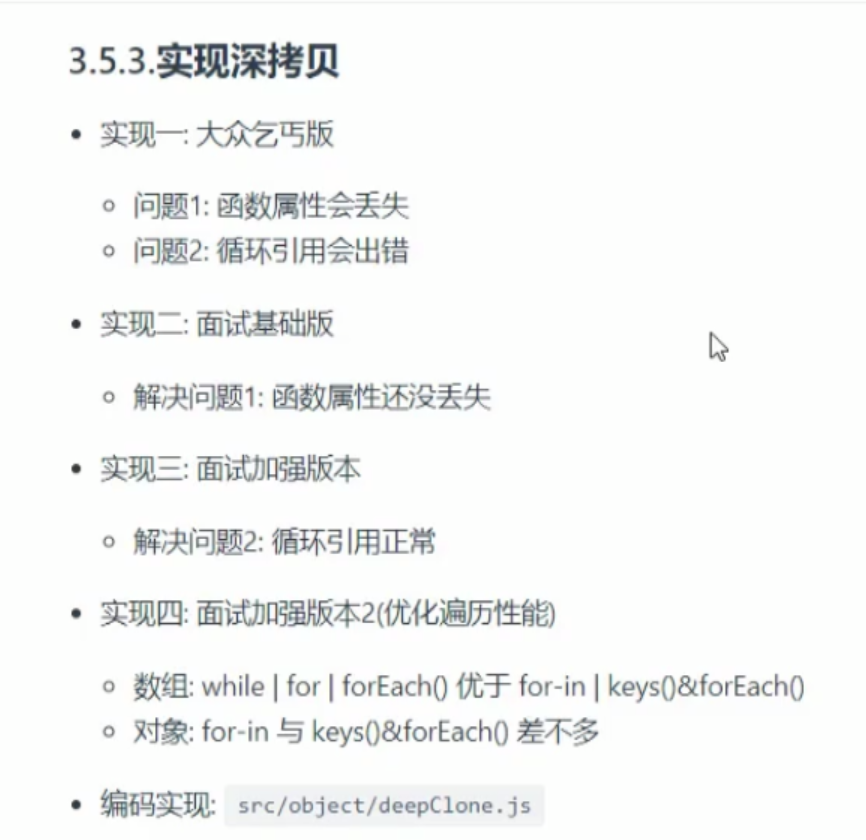 3.5.3.实现深拷贝
实现一: 大众乞丐版
问题1: 函数属性会丢失
问题2: 循环引用会出错
实现二: 面试基础版
解决问题1: 函数属性还没丢失
实现三: 面试加强版本
解决问题2: 循环引用正常
实现四: 面试加强版本2(优化遍历性能)
数组: while | for | forEach() 优于 for-in | keys()&forEach()
对象: for-in 与 keys()&forEach() 差不多
编码实现: src/object/deepClone.js